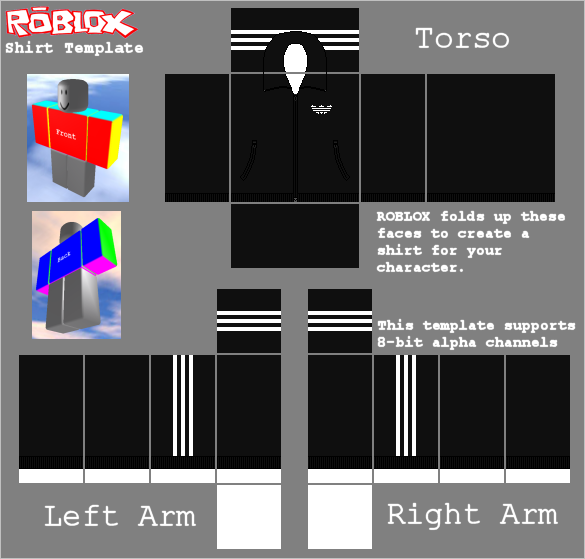 ROBLOX
Shirt Template
Torso
Front
Back
ROBLOX folds up these
faces to create a
shirt for your
character.
This template supports
8-bit alpha channels
Left Arm
Right Arm